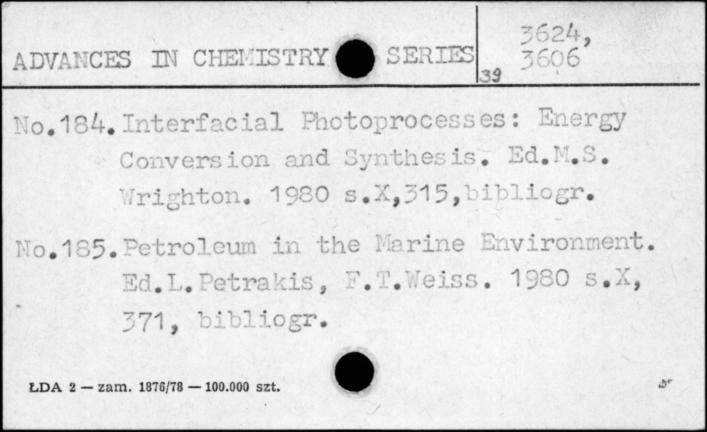 3624,
ADVANCES IN CHEMISTRY SERIES 39 3606
No.184. Interfacial Photoprocesses: Energy
Conversion and Synthesis. Ed.M.S.
Wrighton. 1980 s.X,315,bibliogr.
No.185. Petroleum in the Marine Environment.
Ed.L.Petrakis, F.T.Weiss. 1980 s.X,
371, bibliogr.
ŁDA 2 — zam. 1876/78 — 100.000 szt.